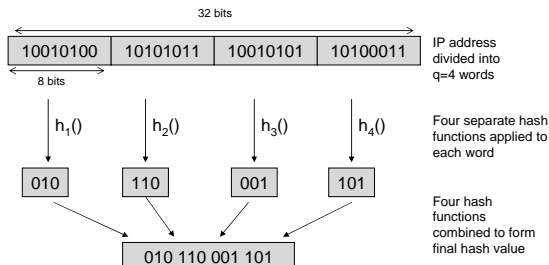 32 bits
10010100 10101011 10010101 10100011
8 bits
IP address
divided into
q=4 words
h1() h2() h3() h4()
Four separate hash
functions applied to
each word
010 110 001 101
Four hash
functions
combined to form
final hash value
010 110 001 101